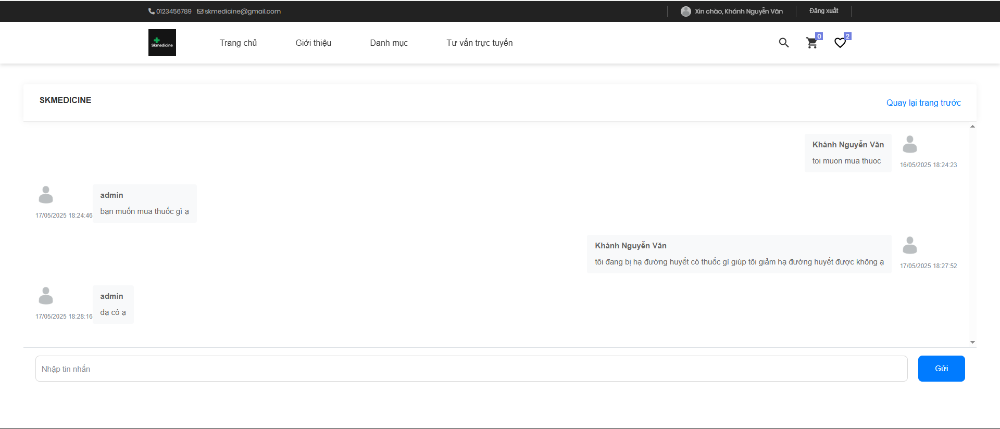 0123456789 skmedicine@gmail.com Xin chào, Khánh Nguyễn Văn Đăng xuất
Skmedicine Trang chủ Giới thiệu Danh mục Tư vấn trực tuyến 0 2
SKMEDICINE
Quay lại trang trước
Khánh Nguyễn Văn
toi muon mua thuoc
16/05/2025 18:24:23
admin
bạn muốn mua thuốc gì ạ
17/05/2025 18:24:46
Khánh Nguyễn Văn
tôi đang bị hạ đường huyết có thuốc gì giúp tôi giảm hạ đường huyết được không ạ
17/05/2025 18:27:52
admin
dạ có ạ
17/05/2025 18:28:16
Nhập tin nhắn Gửi